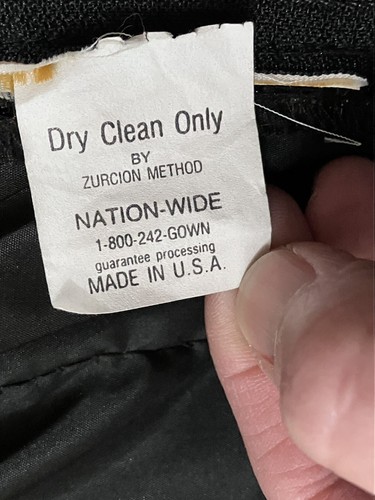 Dry Clean Only
BY
ZURCION METHOD
NATION-WIDE
1-800-242-GOWN
guarantee processing
MADE IN U.S.A.